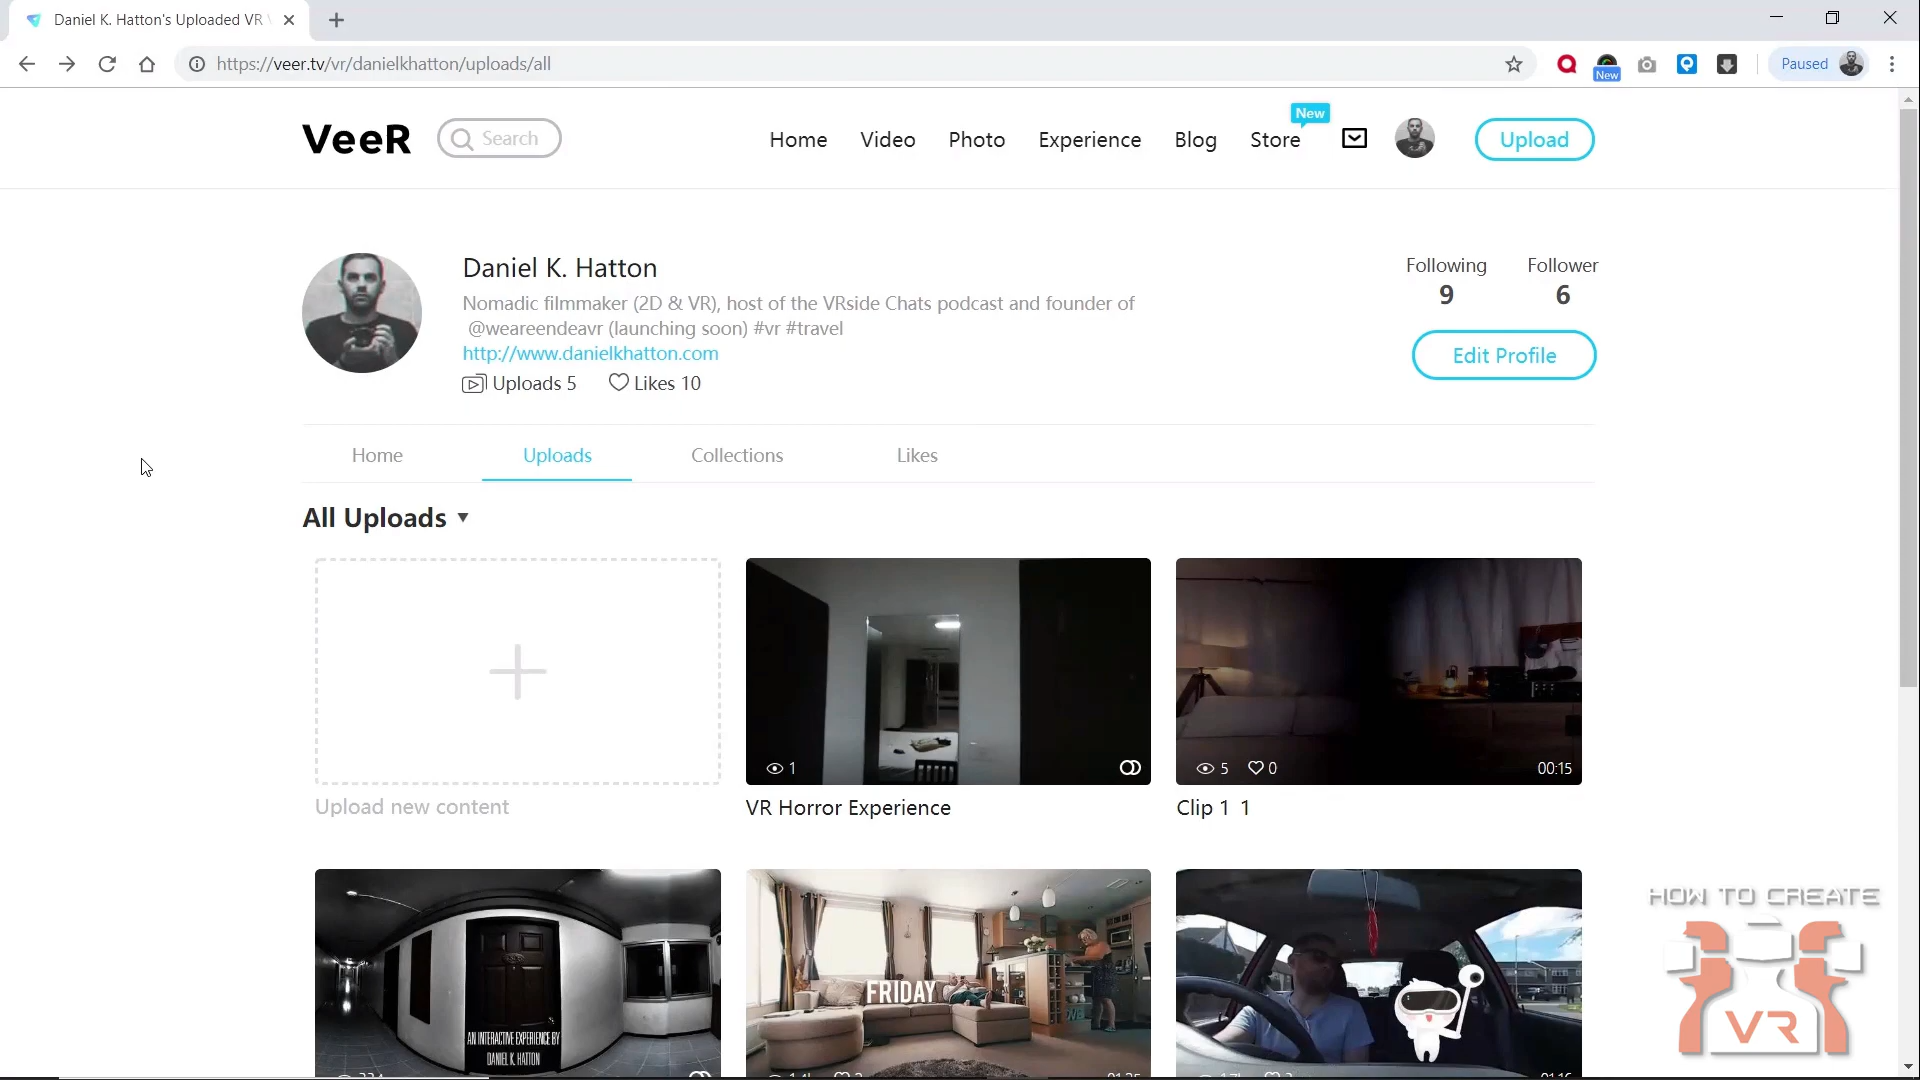 Daniel K. Hatton's Uploaded VR
https://veer.tv/vr/danielkhatton/uploads/all
New
Paused
VeeR
Search
Home
Video
Photo
Experience
Blog
Store
New
Upload
Daniel K. Hatton
Nomadic filmmaker (2D & VR), host of the VRside Chats podcast and founder of
@weareendeavr (launching soon) #vr #travel
http://www.danielkhatton.com
Uploads 5
Likes 10
Following
9
Follower
6
Edit Profile
Home
Uploads
Collections
Likes
All Uploads
Upload new content
1
VR Horror Experience
5
0
00:15
Clip 1 1
AN INTERACTIVE EXPERIENCE BY
DANIEL K. HATTON
FRIDAY
HOW TO CREATE
VR